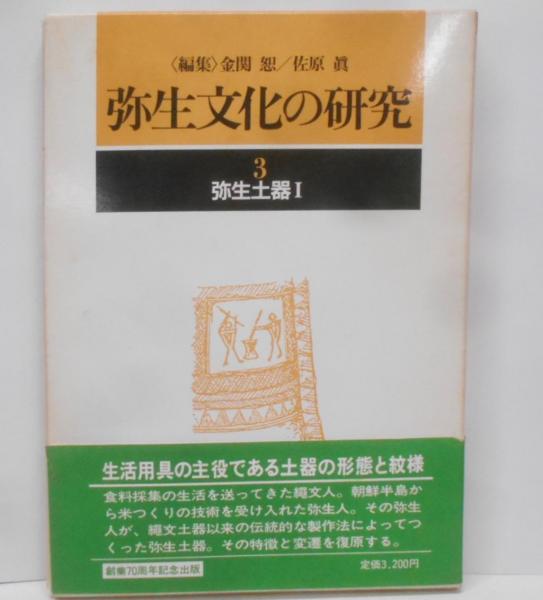 〈編集〉金関 恕／佐原 眞
弥生文化の研究
3
弥生土器Ⅰ
生活用具の主役である土器の形態と紋様
食料採集の生活を送ってきた縄文人。朝鮮半島か
ら米つくりの技術を受け入れた弥生人。その弥生
人が、縄文土器以来の伝統的な製作法によってつ
くった弥生土器。その特徴と変遷を復原する。
創業70周年記念出版
定価3,200円